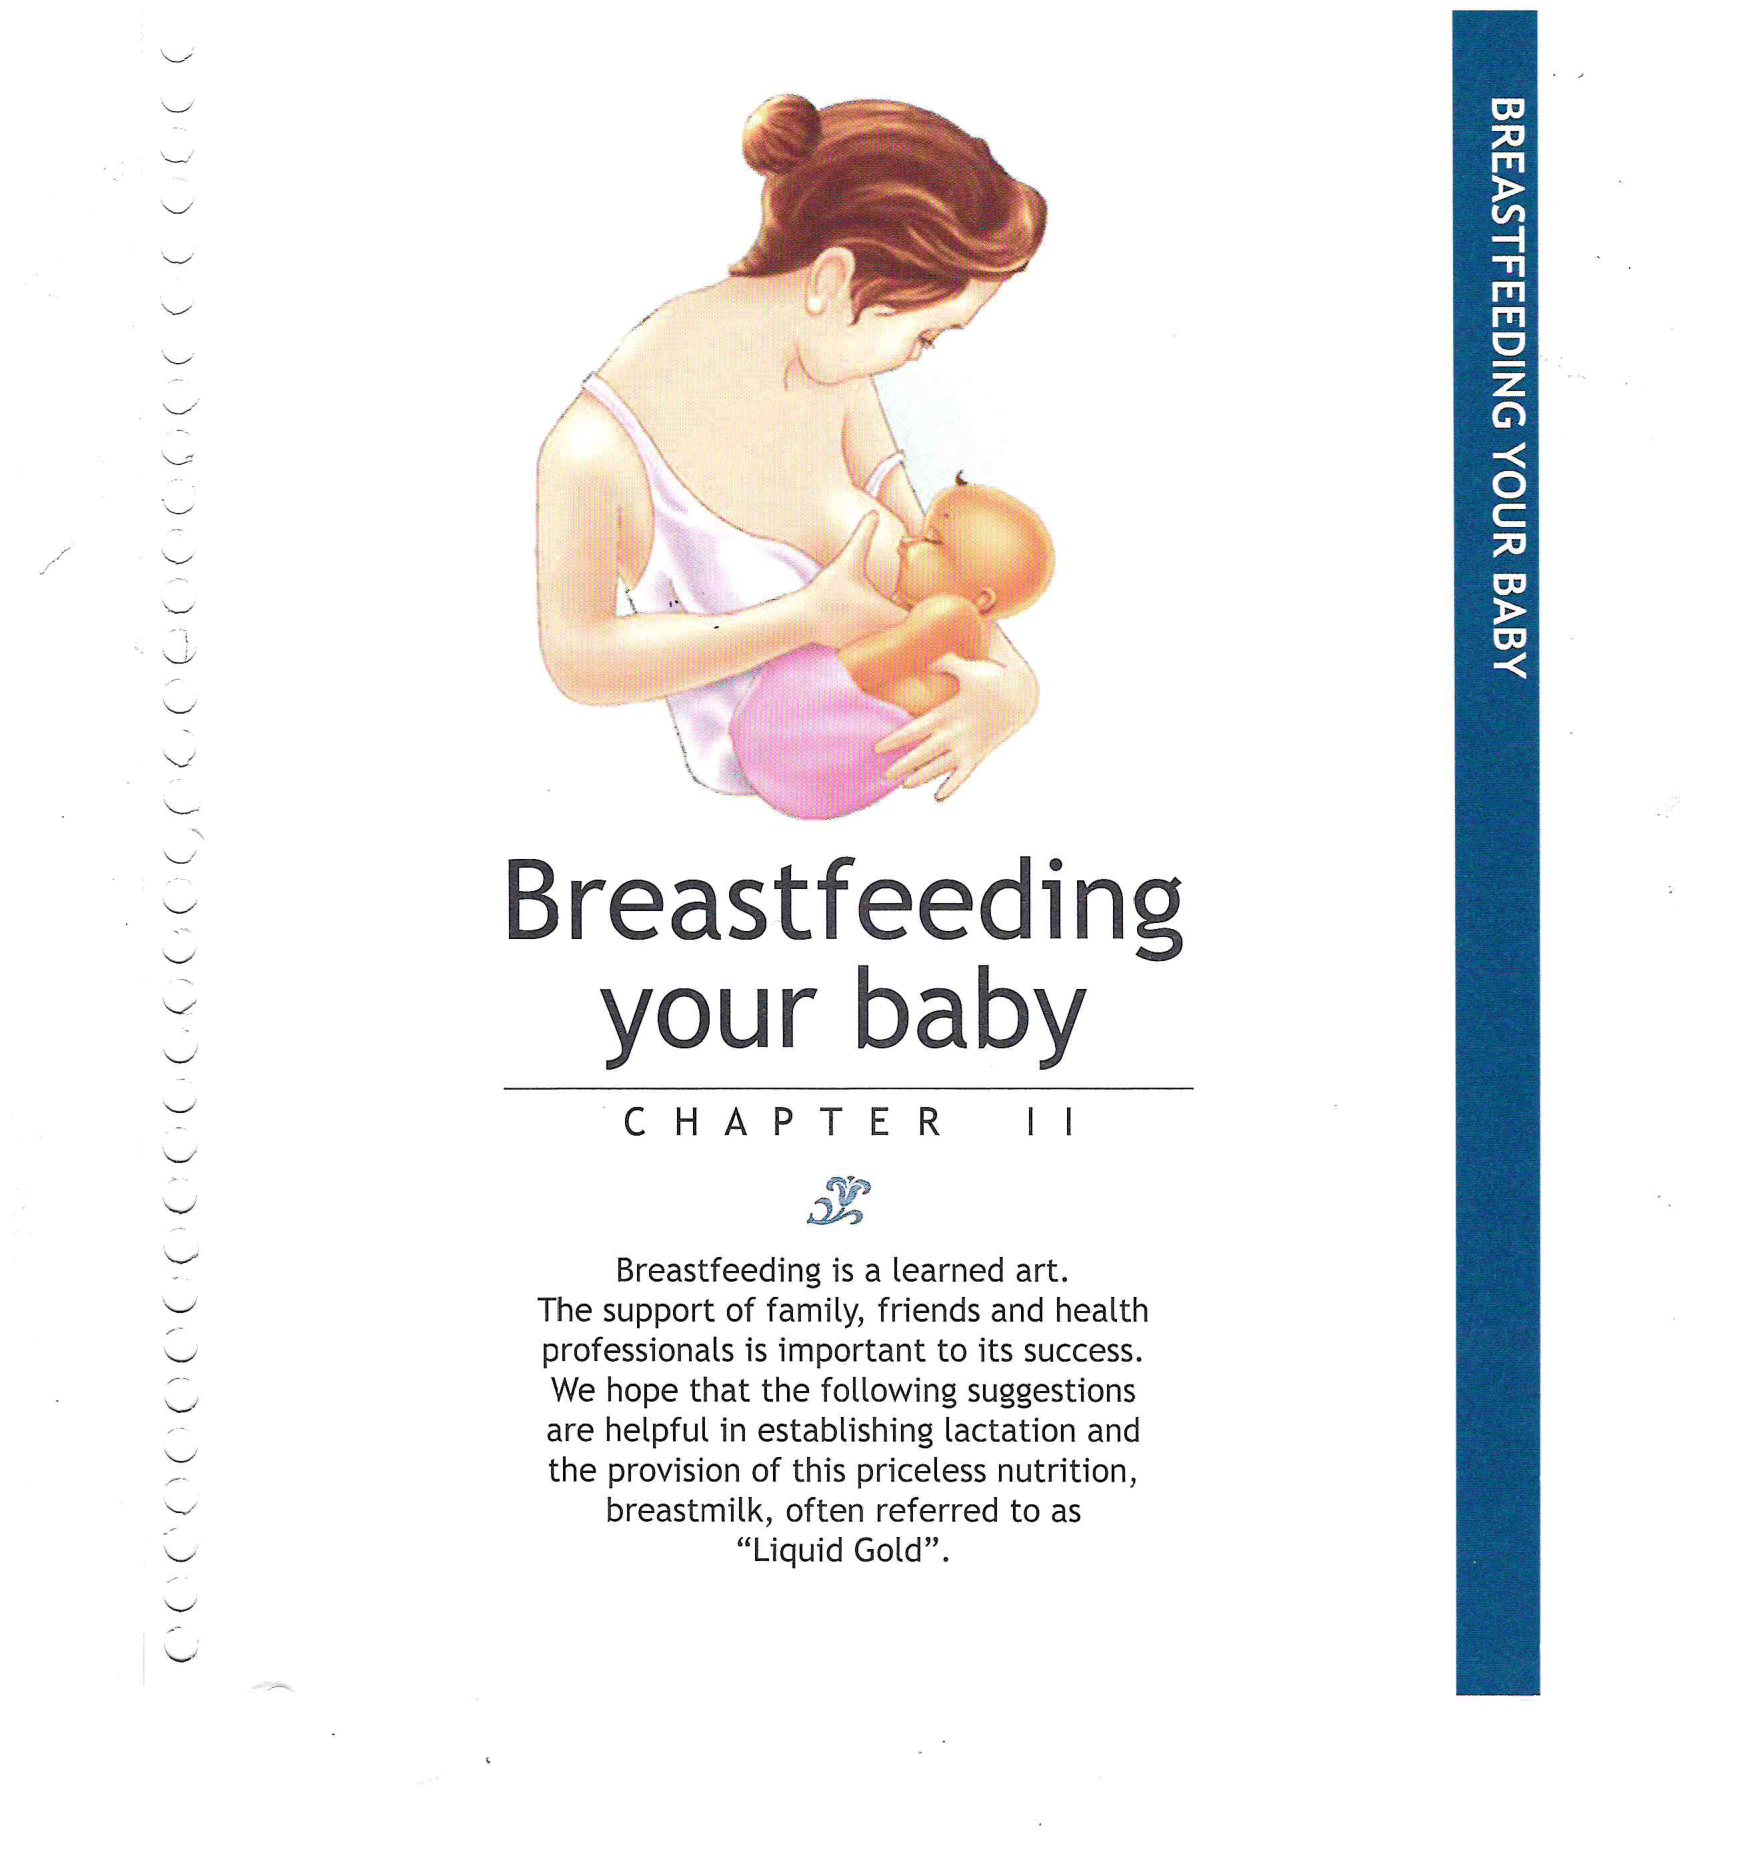 Breastfeeding
your baby
CHAPTER II
Breastfeeding is a learned art.
The support of family, friends and health
professionals is important to its success.
We hope that the following suggestions
are helpful in establishing lactation and
the provision of this priceless nutrition,
breastmilk, often referred to as
“Liquid Gold”.
BREASTFEEDING YOUR BABY